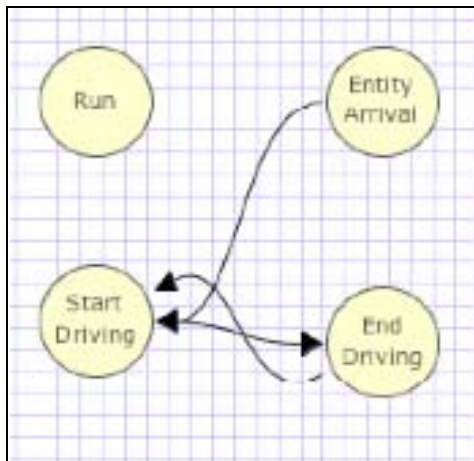 Run
Entity
Arrival
Start
Driving
End
Driving